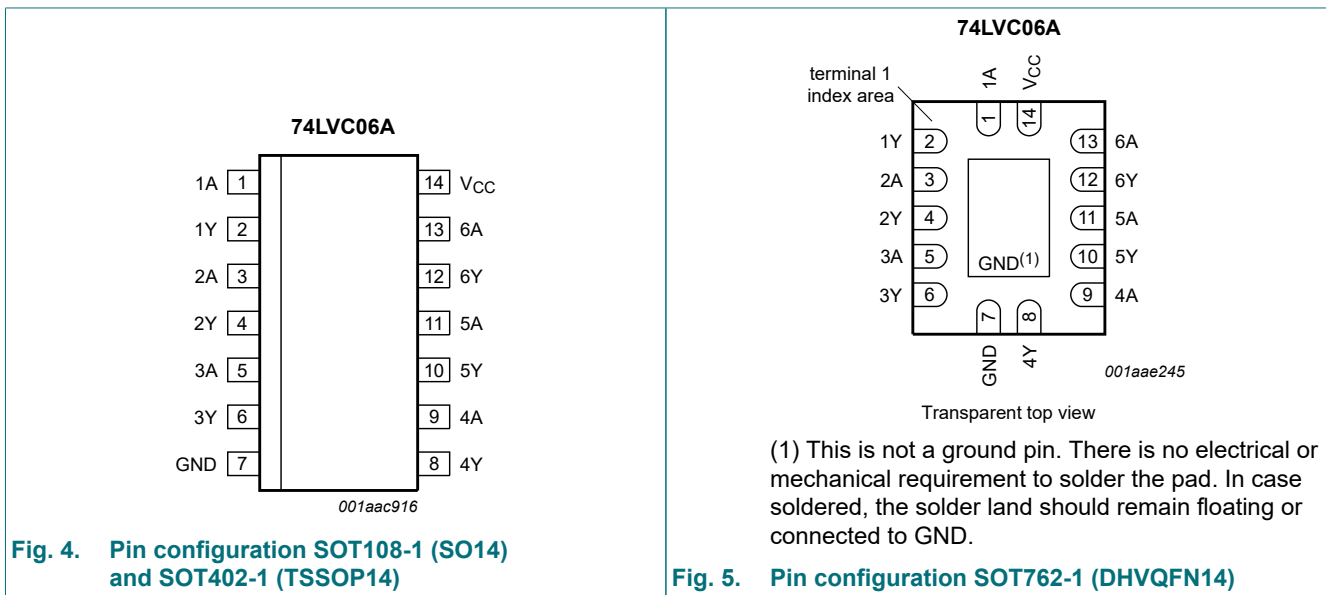 74LVC06A
1A 1
1Y 2
2A 3
2Y 4
3A 5
3Y 6
GND 7
14 VCC
13 6A
12 6Y
11 5A
10 5Y
9 4A
8 4Y
001aac916
Fig. 4. Pin configuration SOT108-1 (SO14)
and SOT402-1 (TSSOP14)
74LVC06A
terminal 1
index area
1A
VCC
1
14
1Y 2
2A 3
2Y 4
3A 5
3Y 6
13 6A
12 6Y
11 5A
10 5Y
9 4A
GND(1)
7
8
GND
4Y
001aae245
Transparent top view
(1) This is not a ground pin. There is no electrical or
mechanical requirement to solder the pad. In case
soldered, the solder land should remain floating or
connected to GND.
Fig. 5. Pin configuration SOT762-1 (DHVQFN14)